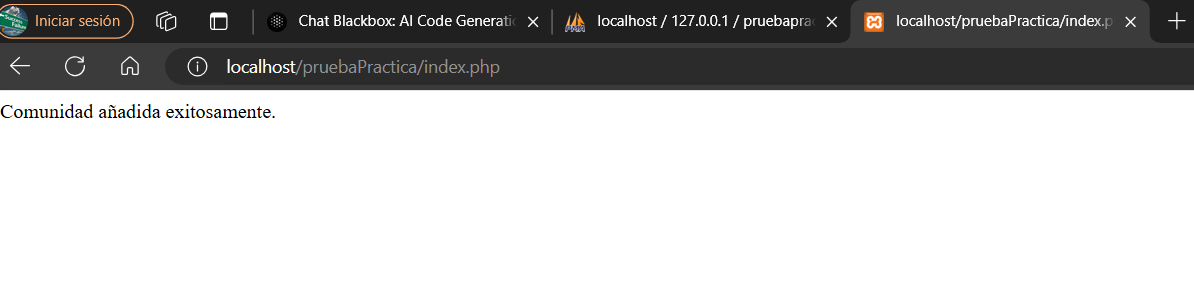 Iniciar sesión
Chat Blackbox: AI Code Generatio
localhost / 127.0.0.1 / pruebaprac
localhost/pruebaPractica/index.p
localhost/pruebaPractica/index.php
Comunidad añadida exitosamente.